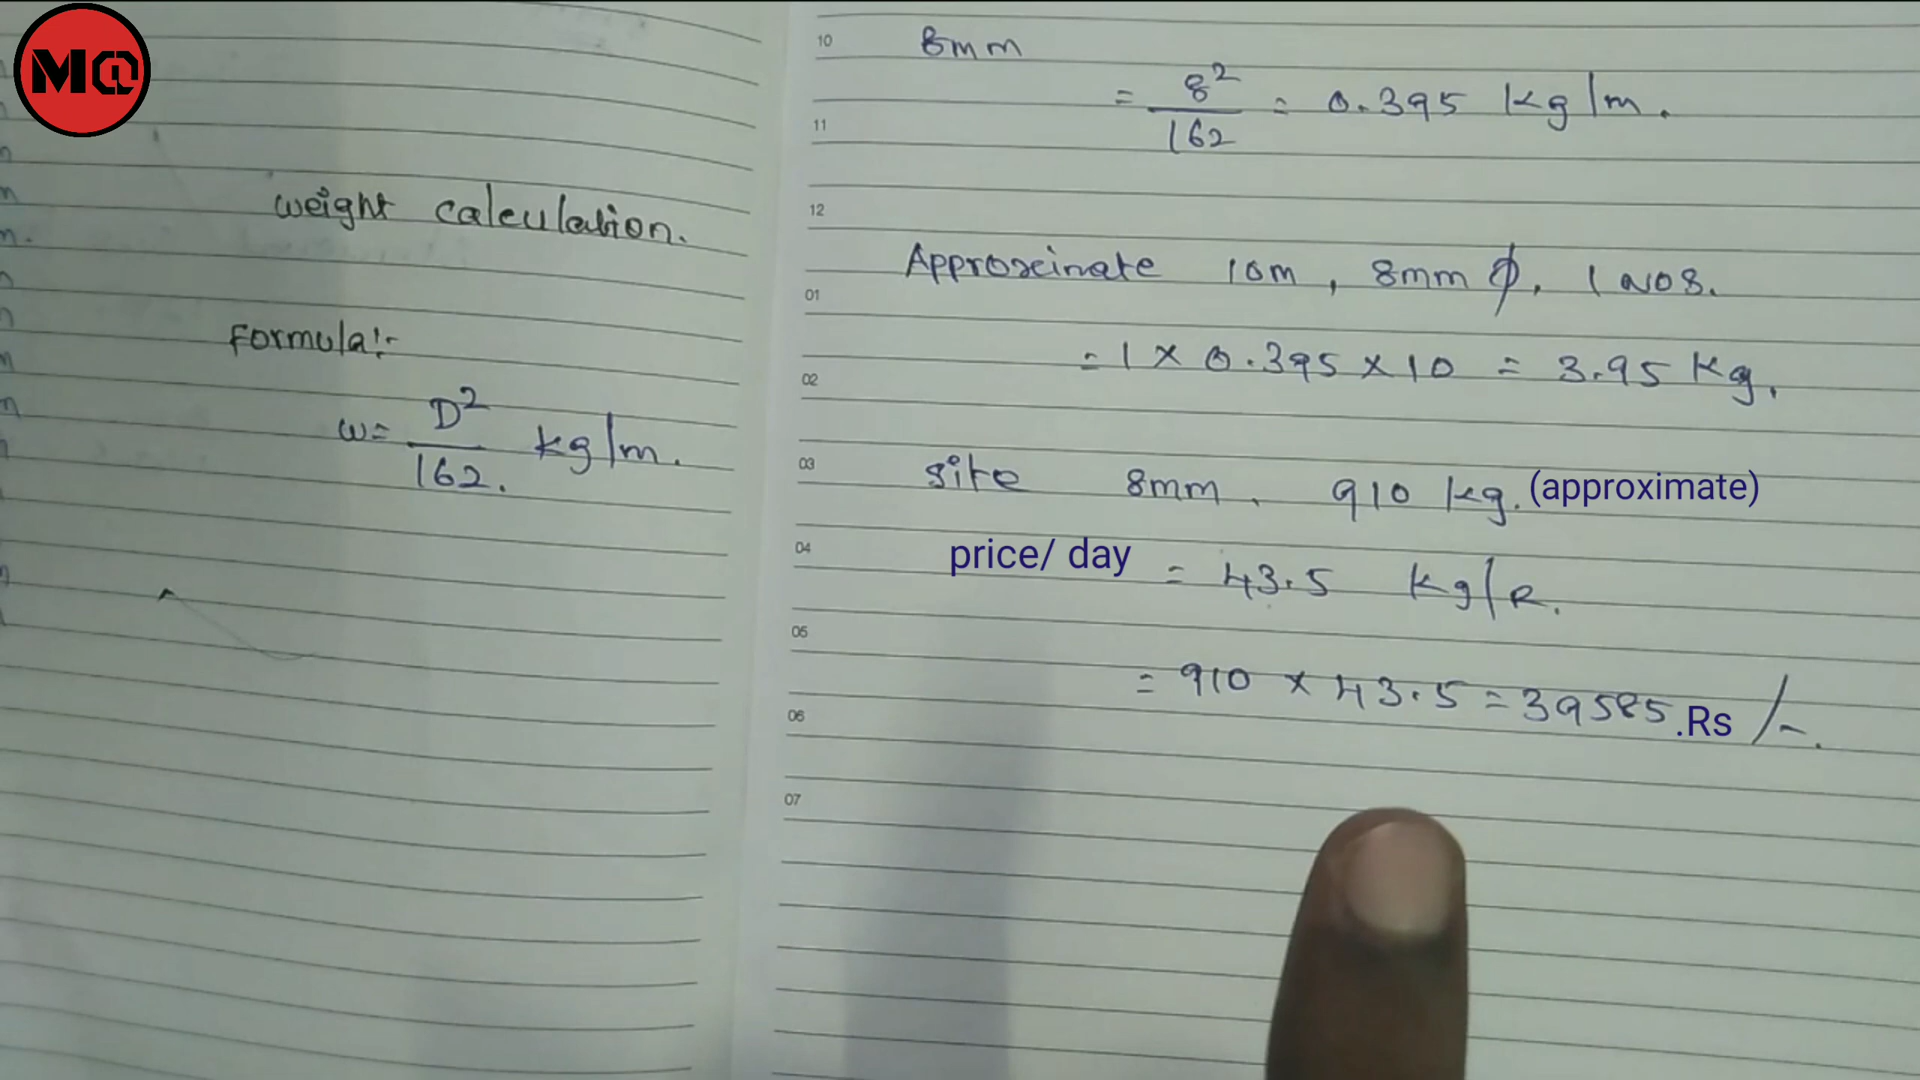 M@
weight calculation.
Formula:-
w= D²/162. kg/m.
10
8mm
= 8²/162 = 0.395 kg/m.
11
12
Approxeimate 10m, 8mm ϕ, 1 NOS.
01
= 1 × 0.395 × 10 = 3.95 kg.
02
03
site 8mm. 910 kg. (approximate)
04
price/ day = 43.5 kg/R.
05
= 910 × 43.5 = 39585.Rs /-.
06
07